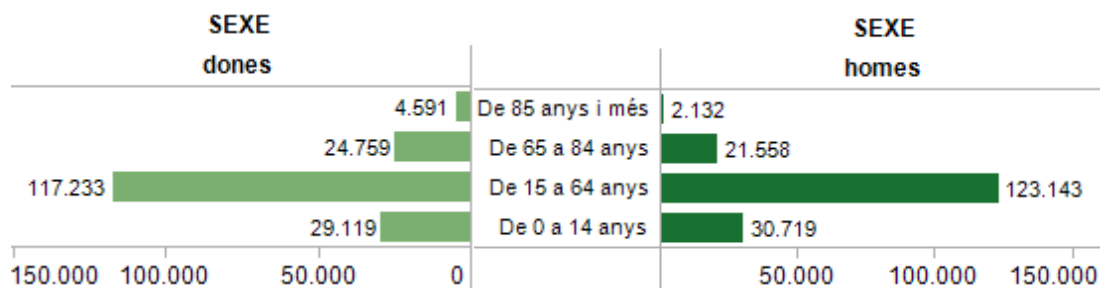 SEXE SEXE
dones homes
4.591 De 85 anys i més 2.132
24.759 De 65 a 84 anys 21.558
117.233 De 15 a 64 anys 123.143
29.119 De 0 a 14 anys 30.719
150.000 100.000 50.000 0 50.000 100.000 150.000